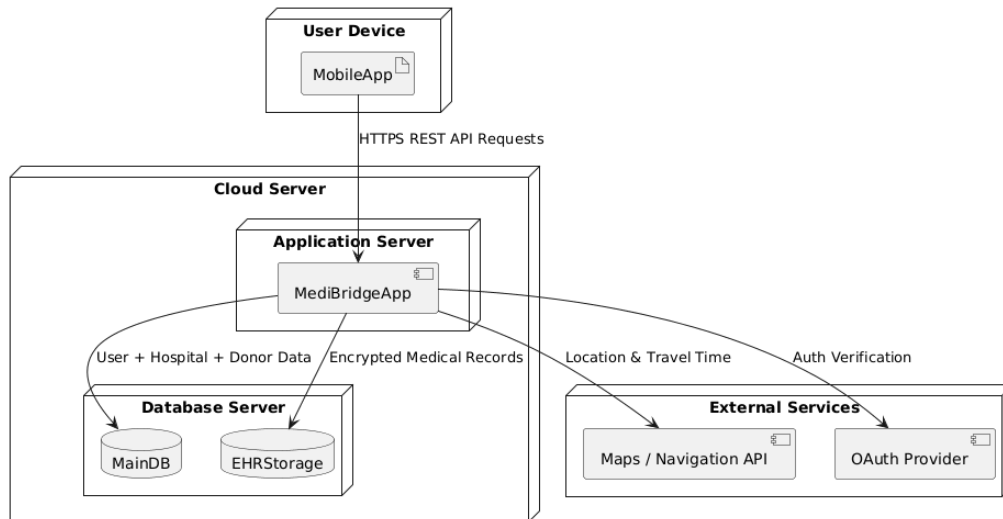 User Device
MobileApp
HTTPS REST API Requests
Cloud Server
Application Server
MediBridgeApp
User + Hospital + Donor Data
Encrypted Medical Records
Location & Travel Time
Auth Verification
Database Server
MainDB
EHRStorage
External Services
Maps / Navigation API
OAuth Provider